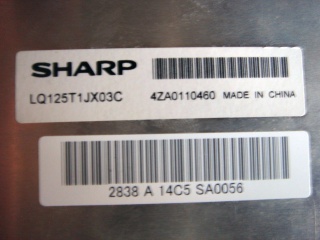 SHARP
LQ125T1JX03C 4ZA0110460 MADE IN CHINA
2838 A 14C5 SA0056